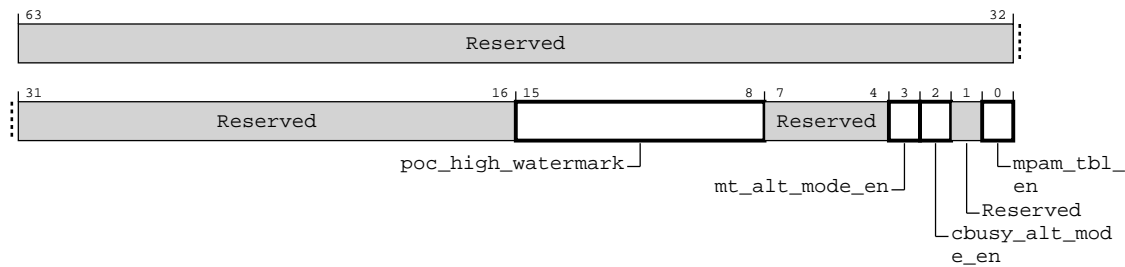 63 32
Reserved
31 16 15 8 7 4 3 2 1 0
Reserved Reserved
poc_high_watermark
mt_alt_mode_en
mpam_tbl_
en
Reserved
cbusy_alt_mod
e_en